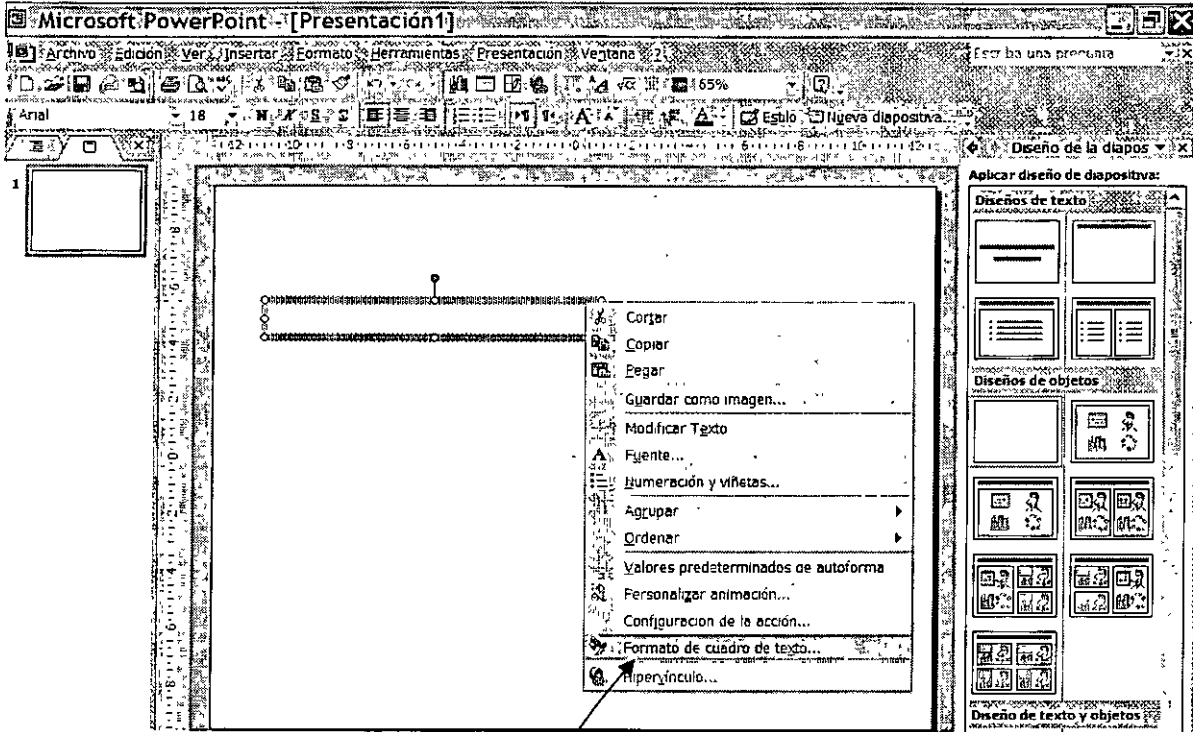 Microsoft PowerPoint - [Presentación1]
Archivo Edición Ver Insertar Formato Herramientas Presentación Ventana ?
65%
Arial 18 N K S S Estilo Nueva diapositiva...
Diseño de la diapos
1
Aplicar diseño de diapositiva:
Diseños de texto
Cortar
Copiar
Pegar
Guardar como imagen...
Modificar Texto
Fuente...
Numeración y viñetas...
Agrupar
Ordenar
Valores predeterminados de autoforma
Personalizar animación...
Configuracion de la acción...
Formato de cuadro de texto...
Hipervínculo...
Diseños de objetos
Diseño de texto y objetos